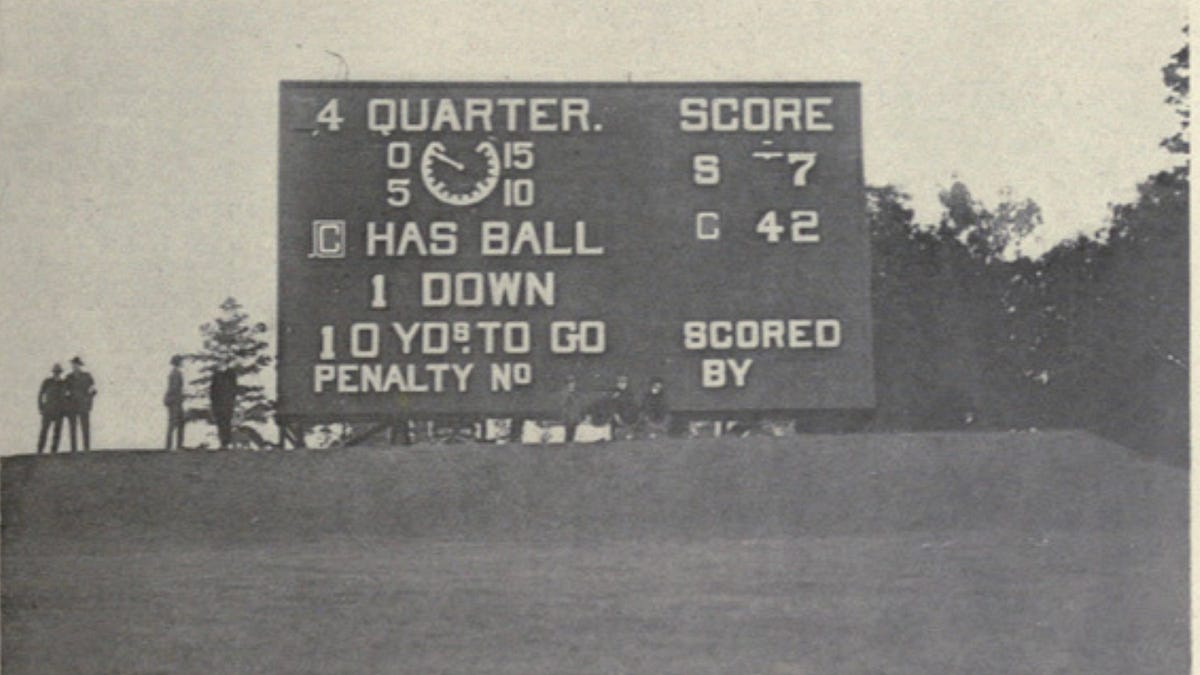 4 QUARTER. SCORE
0 15 S 7
5 10
C HAS BALL C 42
1 DOWN
10 YDS. TO GO SCORED
PENALTY NO BY